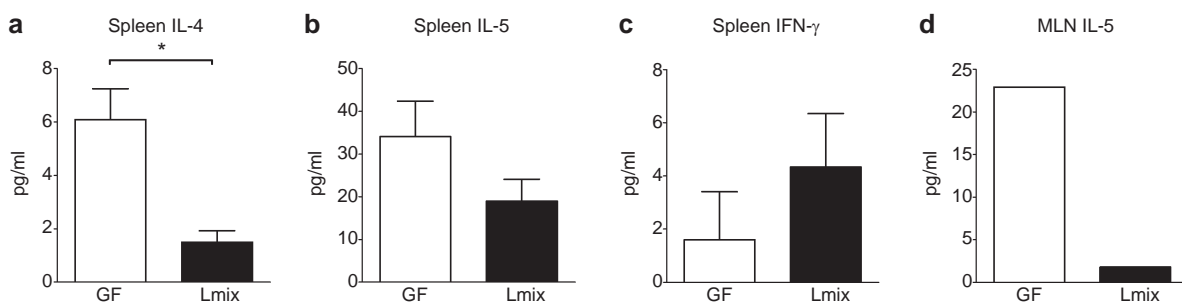 a Spleen IL-4
*
pg/ml
8
6
4
2
0
GF Lmix
b Spleen IL-5
pg/ml
50
40
30
20
10
0
GF Lmix
c Spleen IFN-γ
pg/ml
8
6
4
2
0
GF Lmix
d MLN IL-5
pg/ml
25
20
15
10
5
0
GF Lmix